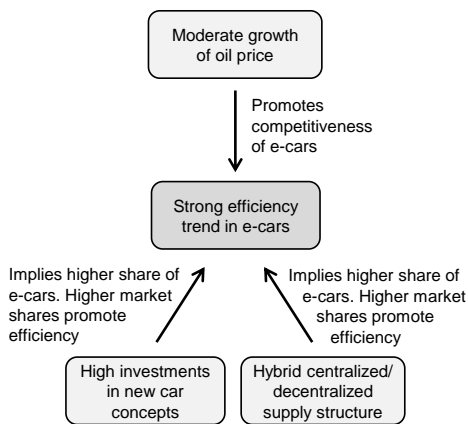 Moderate growth
of oil price
Promotes
competitiveness
of e-cars
Strong efficiency
trend in e-cars
Implies higher share of
e-cars. Higher market
shares promote
efficiency
Implies higher share of
e-cars. Higher market
shares promote
efficiency
High investments
in new car
concepts
Hybrid centralized/
decentralized
supply structure